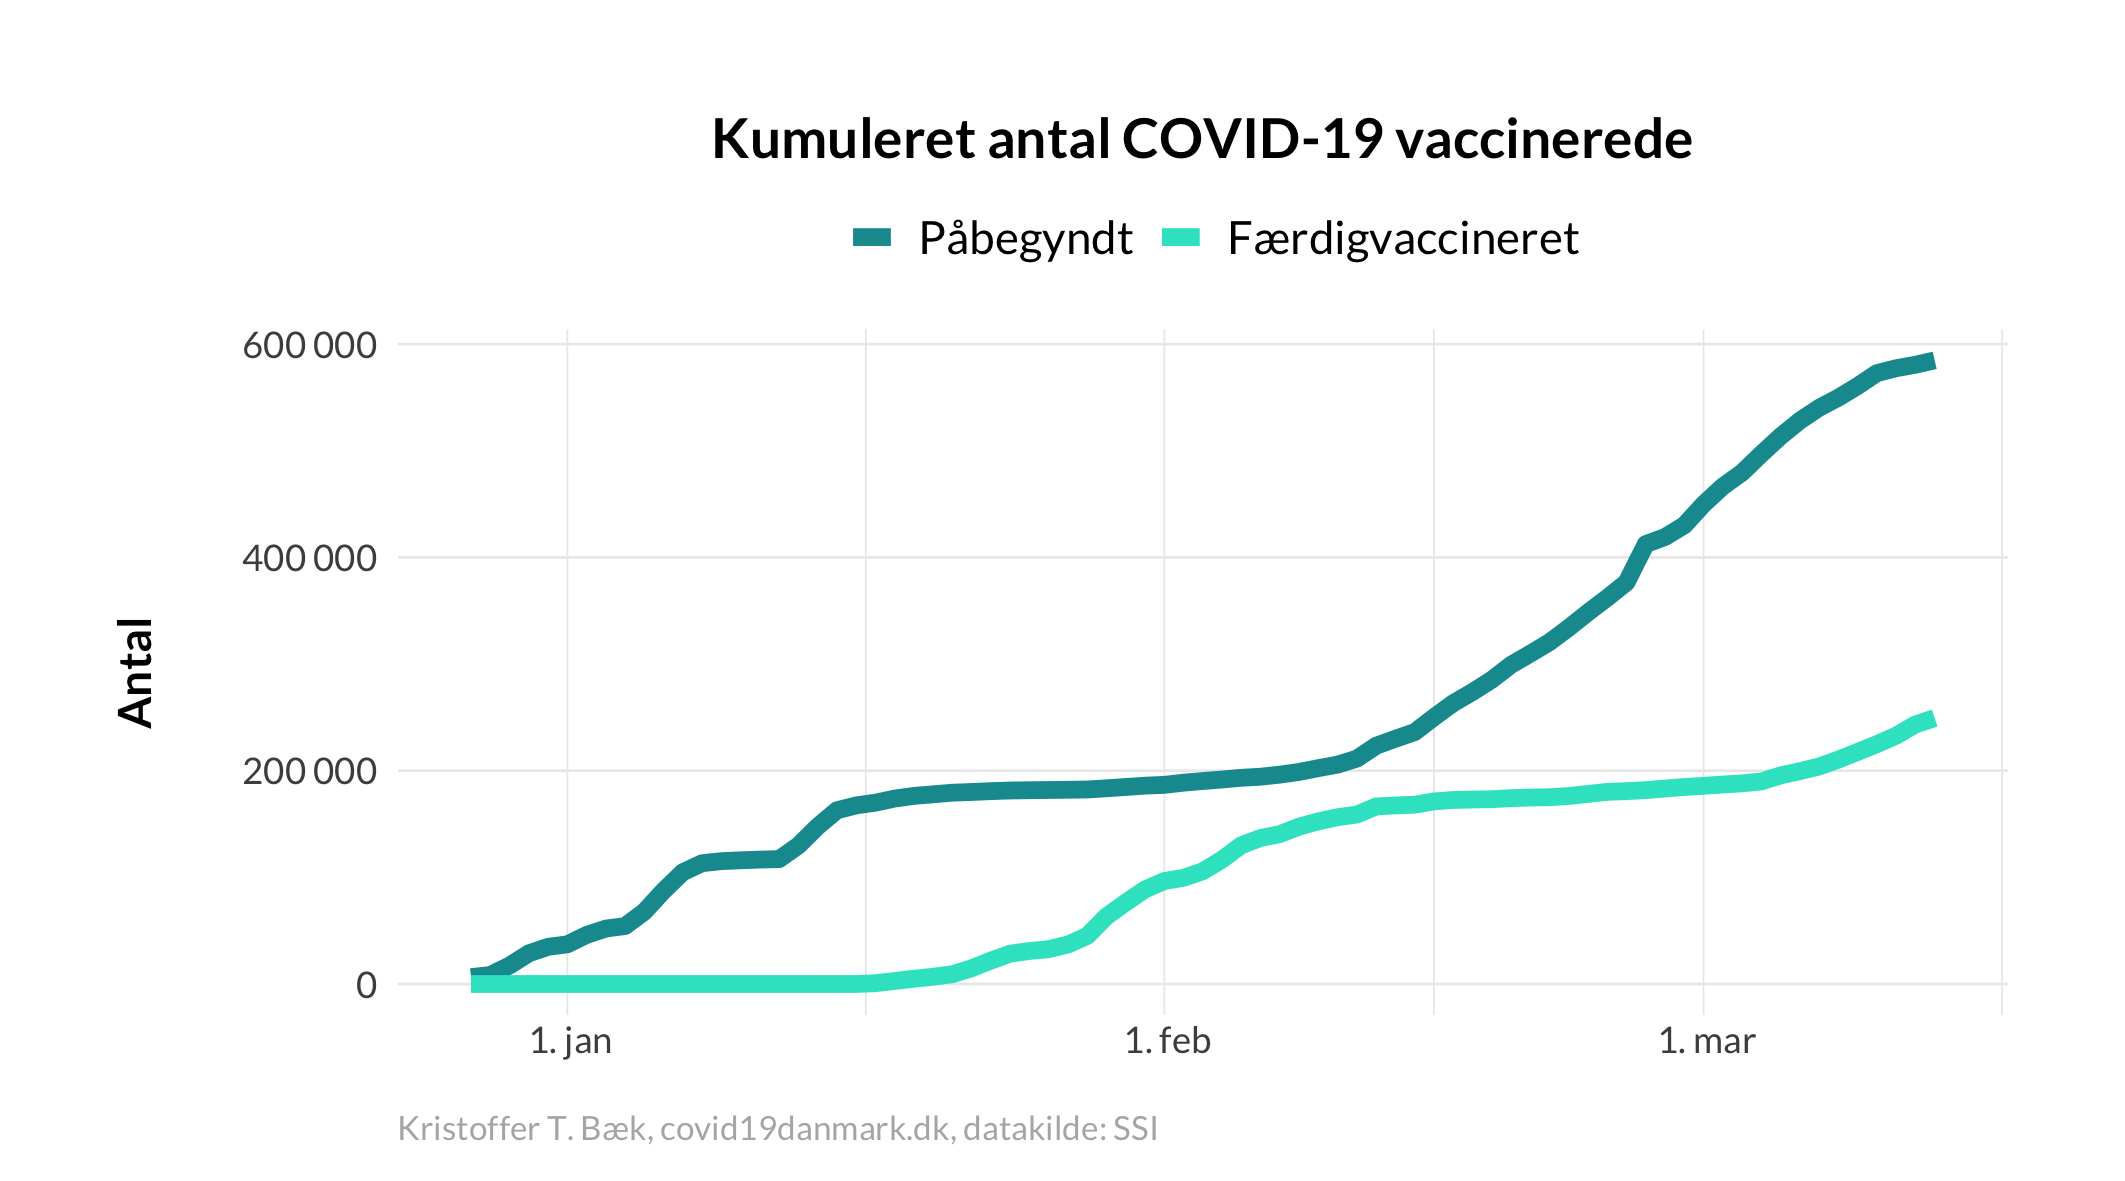 Kumuleret antal COVID-19 vaccinerede
Påbegyndt Færdigvaccineret
600 000
400 000
200 000
0
Antal
1. jan 1. feb 1. mar
Kristoffer T. Bæk, covid19danmark.dk, datakilde: SSI